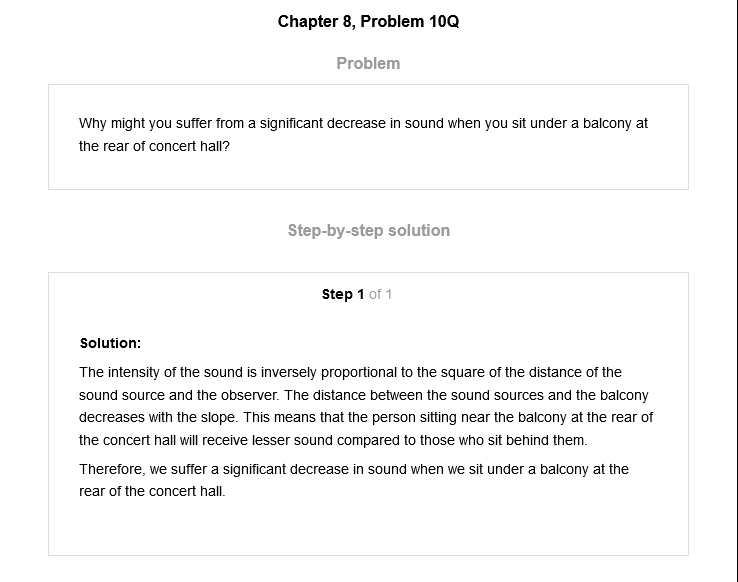 Chapter 8, Problem 10Q
Problem
Why might you suffer from a significant decrease in sound when you sit under a balcony at
the rear of concert hall?
Step-by-step solution
Step 1 of 1
Solution:
The intensity of the sound is inversely proportional to the square of the distance of the
sound source and the observer. The distance between the sound sources and the balcony
decreases with the slope. This means that the person sitting near the balcony at the rear of
the concert hall will receive lesser sound compared to those who sit behind them.
Therefore, we suffer a significant decrease in sound when we sit under a balcony at the
rear of the concert hall.